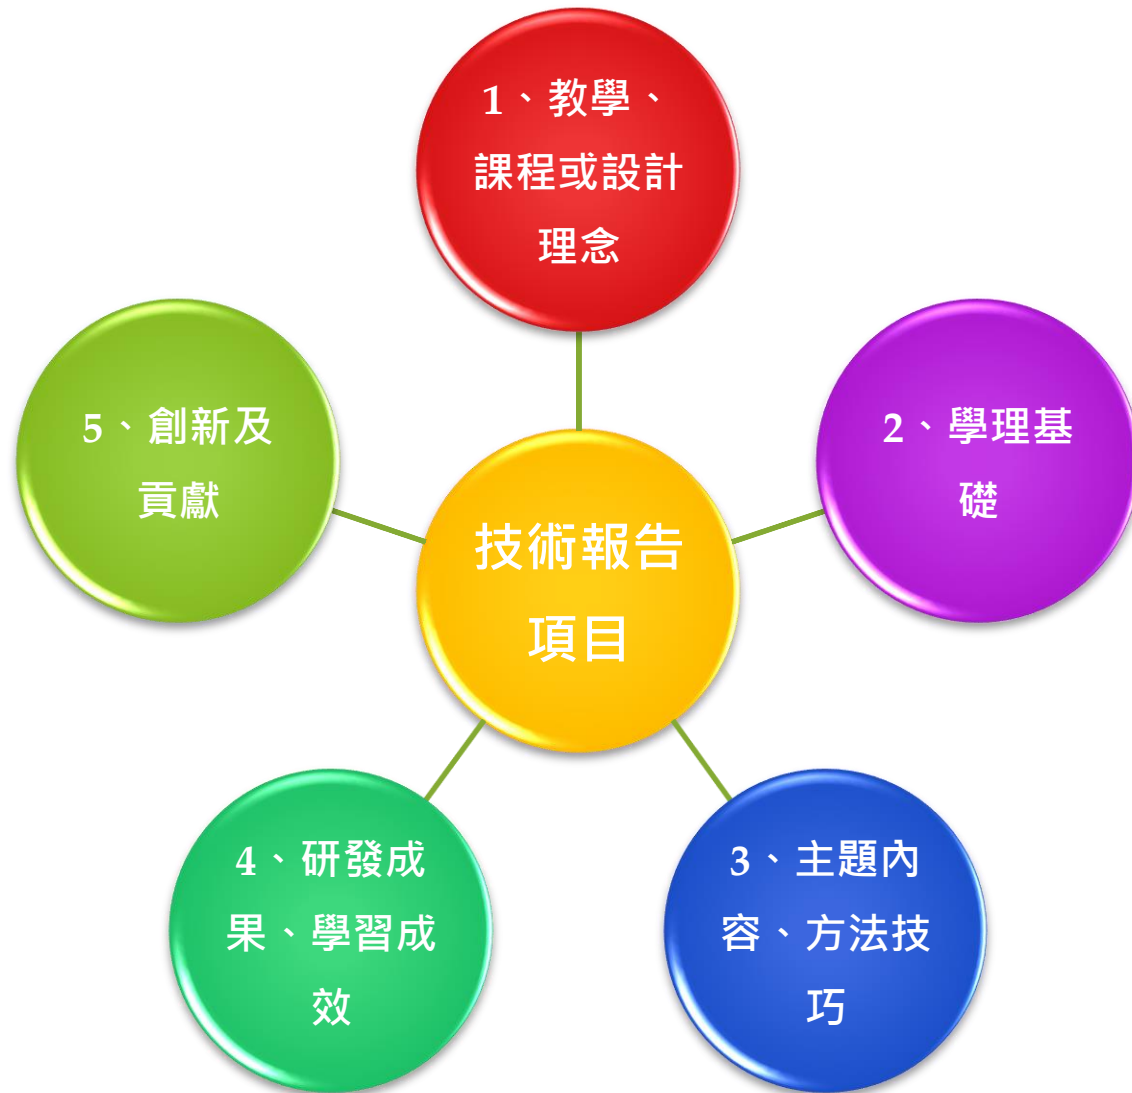 1、教學、
課程或設計
理念
2、學理基
礎
3、主題內
容、方法技
巧
4、研發成
果、學習成
效
5、創新及
貢獻
技術報告
項目